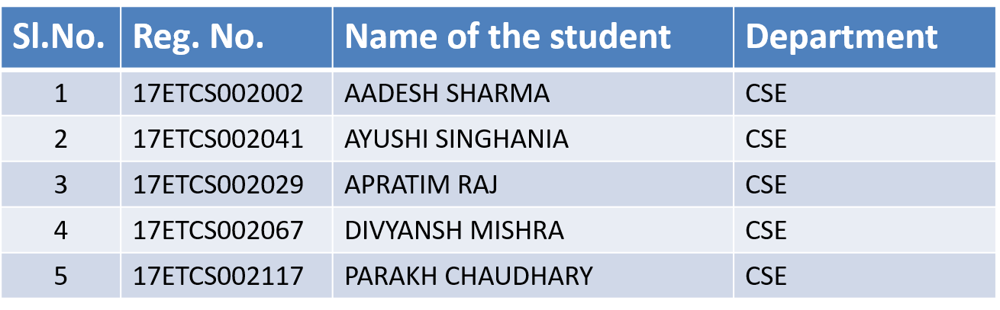 Sl.No. Reg. No. Name of the student Department
1 17ETCS002002 AADESH SHARMA CSE
2 17ETCS002041 AYUSHI SINGHANIA CSE
3 17ETCS002029 APRATIM RAJ CSE
4 17ETCS002067 DIVYANSH MISHRA CSE
5 17ETCS002117 PARAKH CHAUDHARY CSE